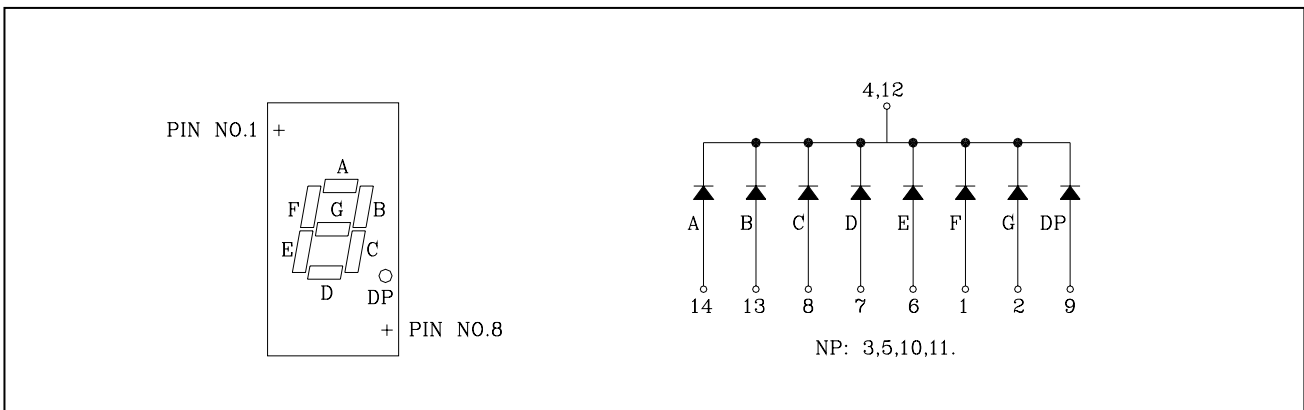 PIN NO.1 +
A
F G B
E C
D DP
+ PIN NO.8
4,12
A B C D E F G DP
14 13 8 7 6 1 2 9
NP: 3,5,10,11.